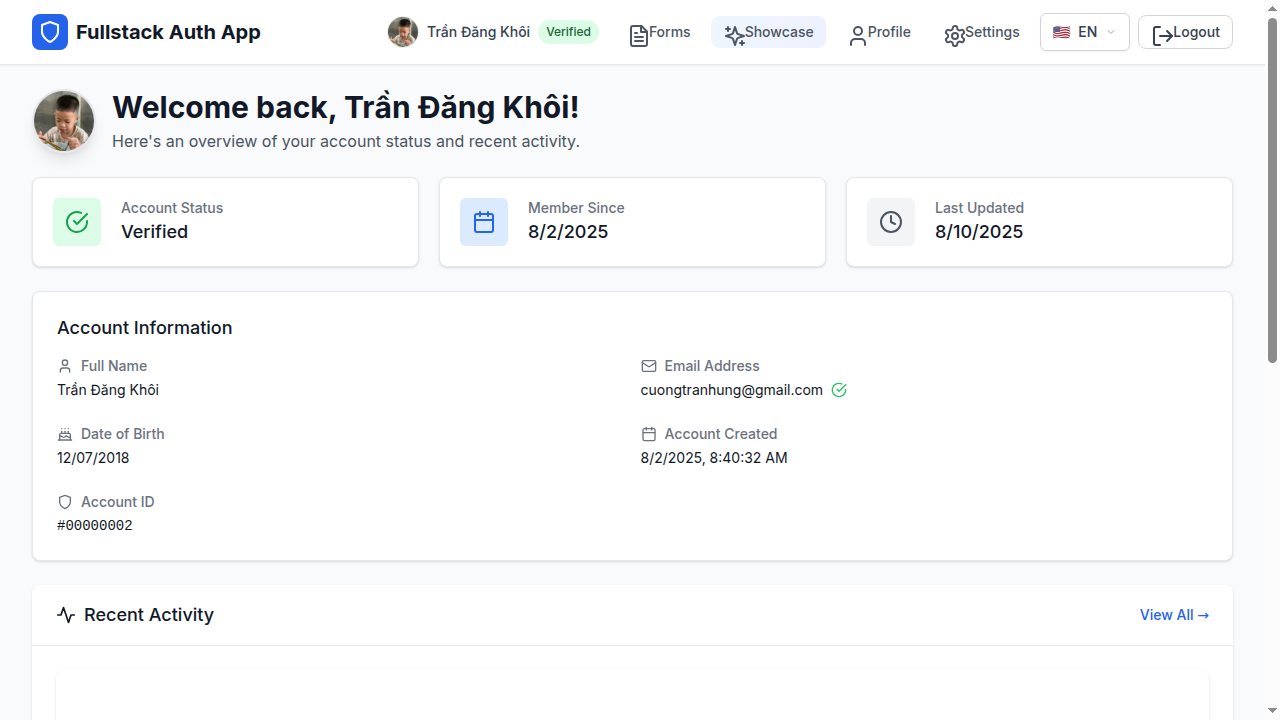 Fullstack Auth App
Trần Đăng Khôi Verified Forms Showcase Profile Settings EN Logout
Welcome back, Trần Đăng Khôi!
Here's an overview of your account status and recent activity.
Account Status
Verified
Member Since
8/2/2025
Last Updated
8/10/2025
Account Information
Full Name
Trần Đăng Khôi
Email Address
cuongtranhung@gmail.com
Date of Birth
12/07/2018
Account Created
8/2/2025, 8:40:32 AM
Account ID
#00000002
Recent Activity
View All →